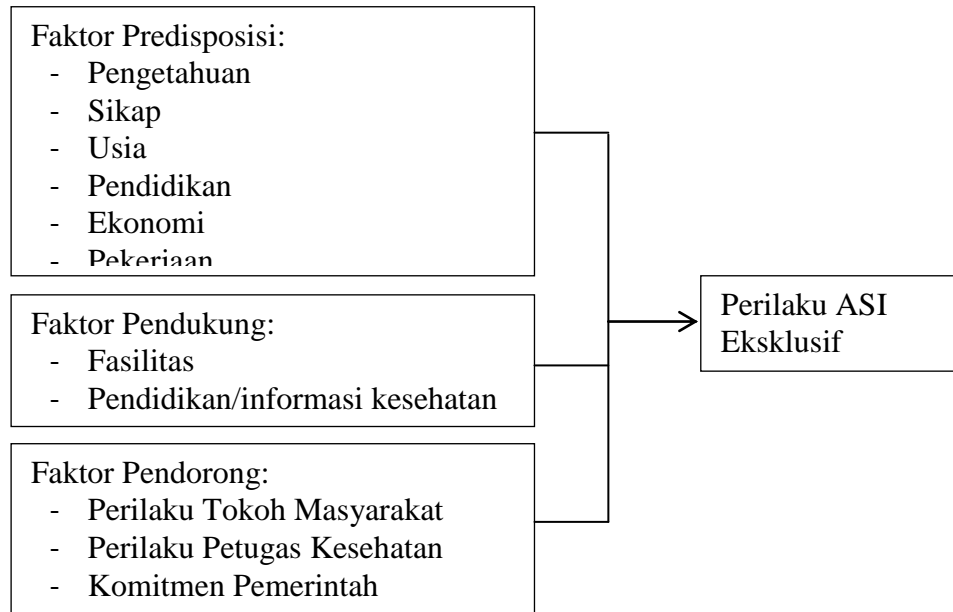 Faktor Predisposisi:
- Pengetahuan
- Sikap
- Usia
- Pendidikan
- Ekonomi
- Pekerjaan
Faktor Pendukung:
- Fasilitas
- Pendidikan/informasi kesehatan
Faktor Pendorong:
- Perilaku Tokoh Masyarakat
- Perilaku Petugas Kesehatan
- Komitmen Pemerintah
Perilaku ASI
Eksklusif